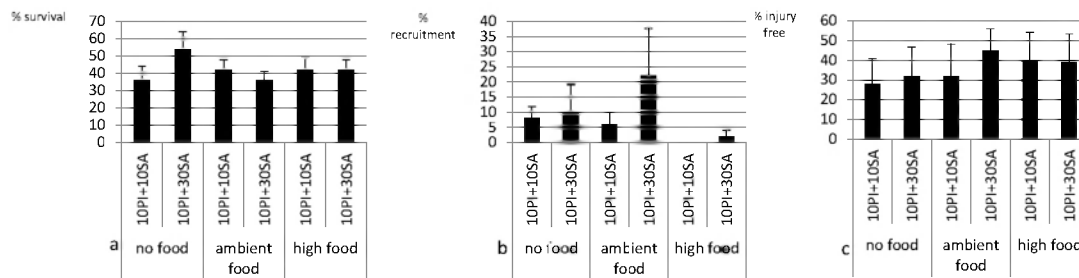 % survival
70
60
50
40
30
20
10
0
10PI+10SA
10PI+30SA
10PI+10SA
10PI+30SA
10PI+10SA
10PI+30SA
a
no food
ambient
food
high food
%
recruitment
40
35
30
25
20
15
10
5
0
10PI+10SA
10PI+30SA
10PI+10SA
10PI+30SA
10PI+10SA
10PI+30SA
b
no food
ambient
food
high food
% injury
free
60
50
40
30
20
10
0
10PI+10SA
10PI+30SA
10PI+10SA
10PI+30SA
10PI+10SA
10PI+30SA
c
no food
ambient
food
high food